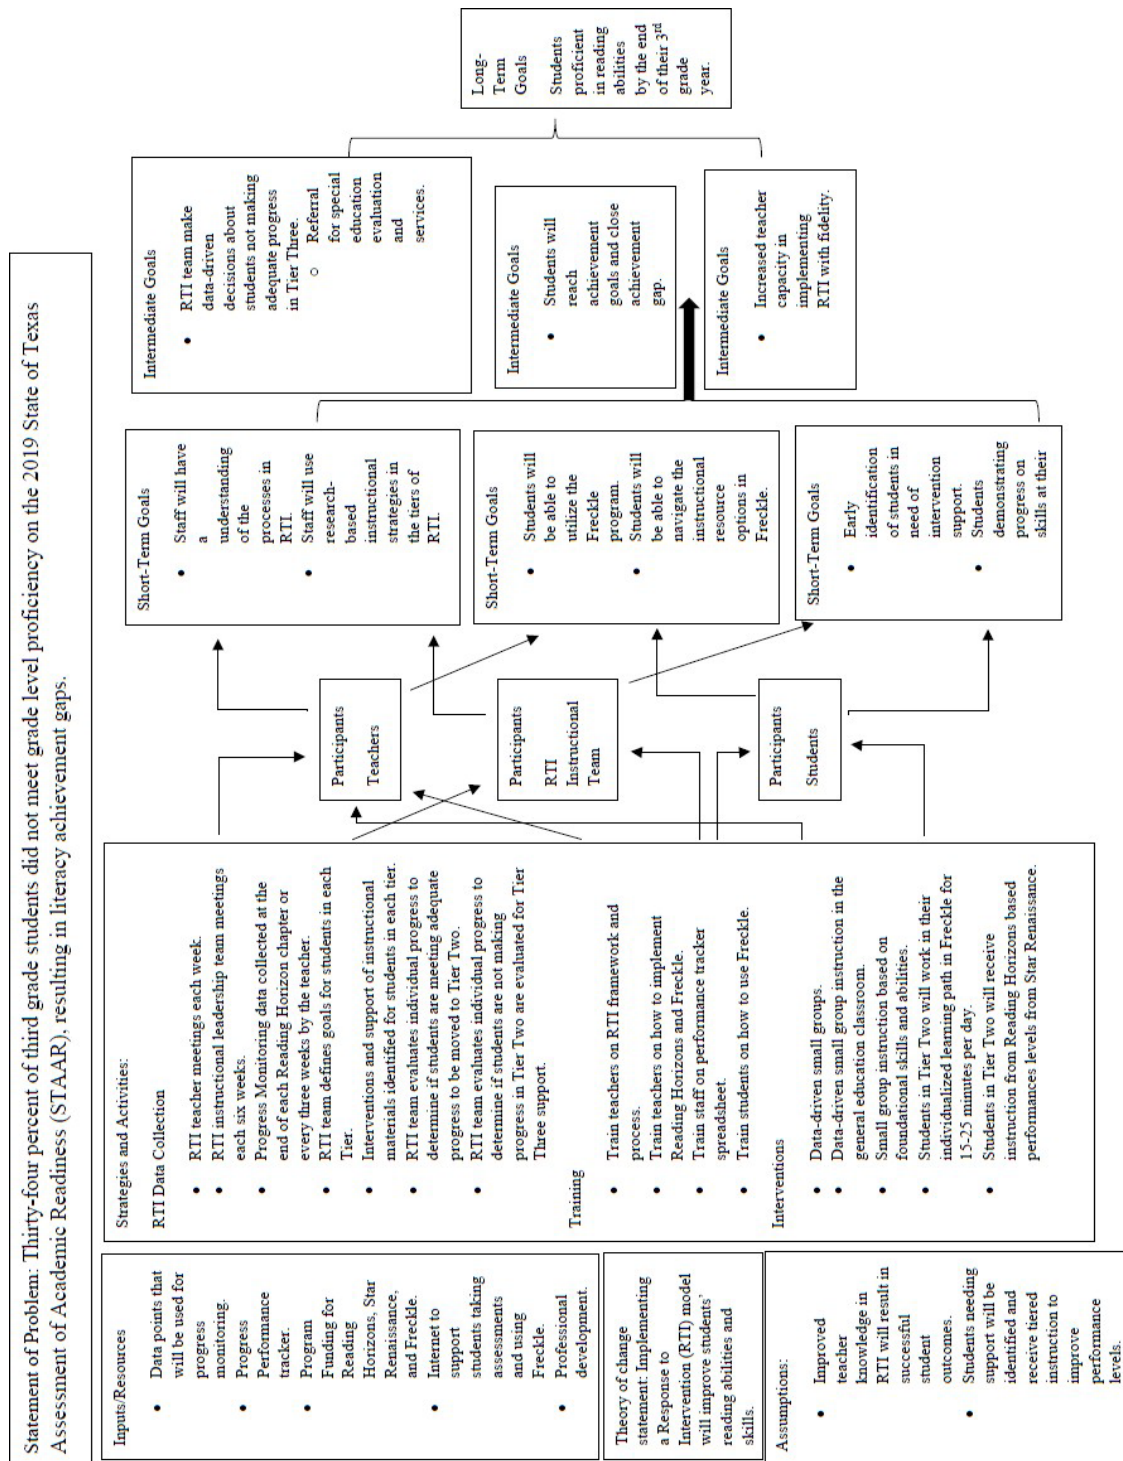 Statement of Problem: Thirty-four percent of third grade students did not meet grade level proficiency on the 2019 State of Texas
Assessment of Academic Readiness (STAAR), resulting in literacy achievement gaps.
Inputs/Resources
• Data points that
will be used for
progress
monitoring.
• Progress
Performance
tracker.
• Program
Funding for
Reading
Horizons, Star
Renaissance,
and Freckle.
• Internet to
support
students taking
assessments
and using
Freckle.
• Professional
development.
Theory of change
statement: Implementing
a Response to
Intervention (RTI) model
will improve students'
reading abilities and
skills.
Assumptions:
• Improved
teacher
knowledge in
RTI will result in
successful
student
outcomes.
• Students needing
support will be
identified and
receive tiered
instruction to
improve
performance
levels.
Strategies and Activities:
RTI Data Collection
• RTI teacher meetings each week.
• RTI instructional leadership team meetings
each six weeks.
• Progress Monitoring data collected at the
end of each Reading Horizon chapter or
every three weeks by the teacher.
• RTI team defines goals for students in each
Tier.
• Interventions and support of instructional
materials identified for students in each tier.
• RTI team evaluates individual progress to
determine if students are meeting adequate
progress to be moved to Tier Two.
• RTI team evaluates individual progress to
determine if students are not making
progress in Tier Two are evaluated for Tier
Three support.
Training
• Train teachers on RTI framework and
process.
• Train teachers on how to implement
Reading Horizons and Freckle.
• Train staff on performance tracker
spreadsheet.
• Train students on how to use Freckle.
Interventions
• Data-driven small groups.
• Data-driven small group instruction in the
general education classroom.
• Small group instruction based on
foundational skills and abilities.
• Students in Tier Two will work in their
individualized learning path in Freckle for
15-25 minutes per day.
• Students in Tier Two will receive
instruction from Reading Horizons based
performances levels from Star Renaissance.
Participants
Teachers
Participants
RTI
Instructional
Team
Participants
Students
Short-Term Goals
• Staff will have
a
understanding
of the
processes in
RTI.
• Staff will use
research-
based
instructional
strategies in
the tiers of
RTI.
Short-Term Goals
• Students will
be able to
utilize the
Freckle
program.
• Students will
be able to
navigate the
instructional
resource
options in
Freckle.
Short-Term Goals
• Early
identification
of students in
need of
intervention
support.
• Students
demonstrating
progress on
skills at their
Intermediate Goals
• RTI team make
data-driven
decisions about
students not making
adequate progress
in Tier Three.
○ Referral
for special
education
evaluation
and
services.
Intermediate Goals
• Students will
reach
achievement
goals and close
achievement
gap.
Intermediate Goals
• Increased teacher
capacity in
implementing
RTI with fidelity.
Long-
Term
Goals
Students
proficient
in reading
abilities
by the end
of their 3rd
grade
year.